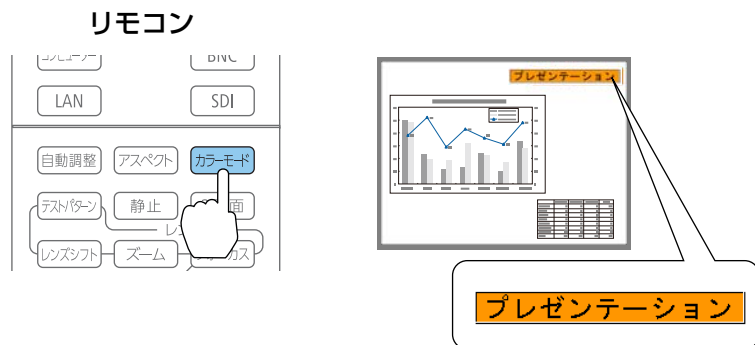 リモコン
BNC
LAN
SDI
自動調整
アスペクト
カラーモード
テストパターン
静止
面
レンズシフト
ズーム
プレゼンテーション
プレゼンテーション